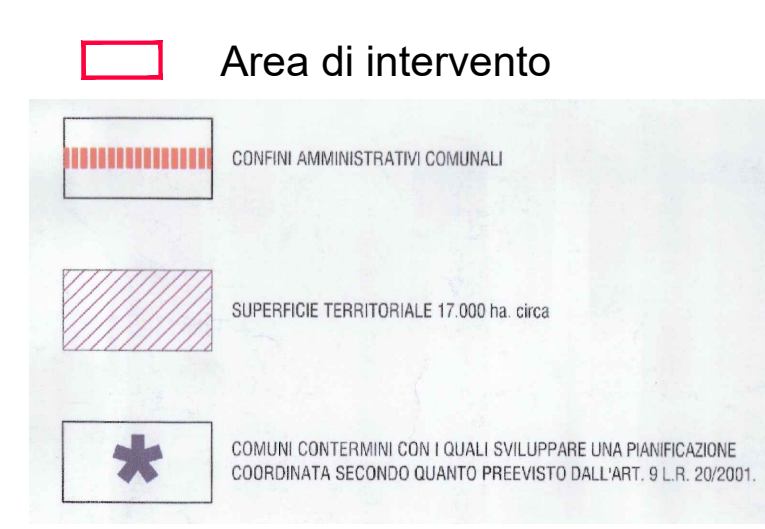 Area di intervento
CONFINI AMMINISTRATIVI COMUNALI
SUPERFICIE TERRITORIALE 17.000 ha. circa
COMUNI CONTERMINI CON I QUALI SVILUPPARE UNA PIANIFICAZIONE
COORDINATA SECONDO QUANTO PREEVISTO DALL'ART. 9 L.R. 20/2001.